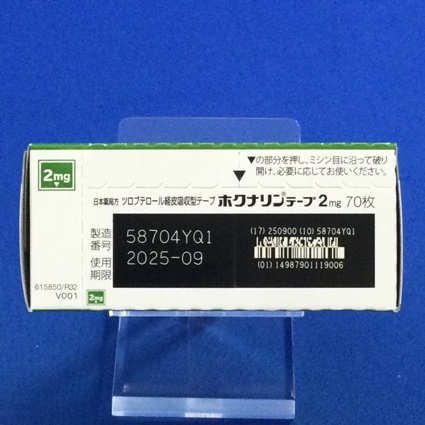 ▼の部分を押し、ミシン目に沿って破り
開け、必要に応じてお使いください。
2mg
日本薬局方 ツロブテロール経皮吸収型テープ ホクナリン®テープ2mg 70枚
製造番号 58704YQ1
使用期限 2025-09
(17) 250900 (10) 58704YQ1
(01) 14987901119006
615850/R32
V001
2mg